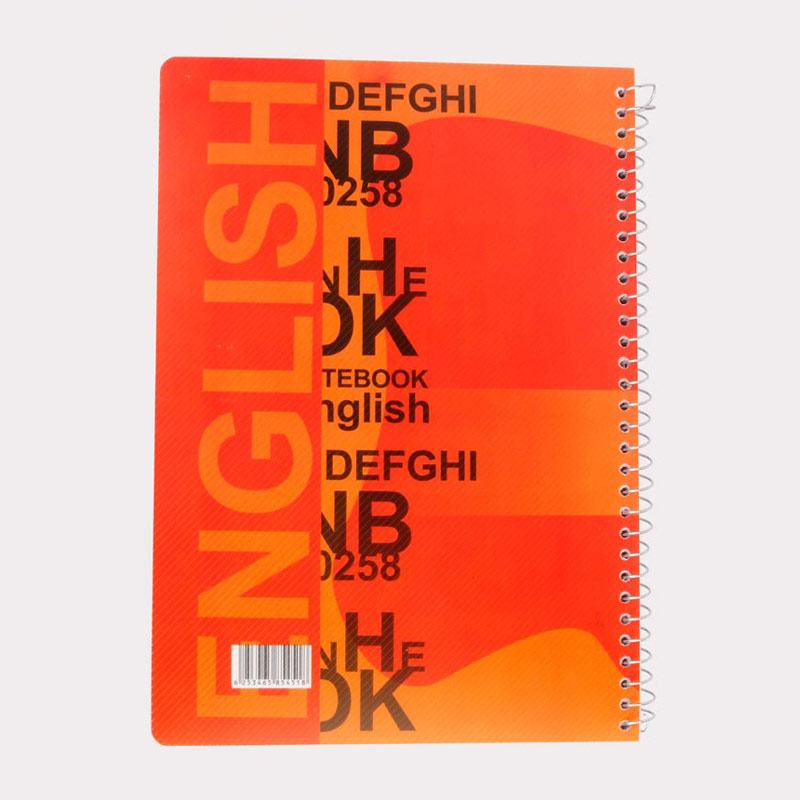 ENGLISH
DEFGHI
NB
0258
NHE
OK
TEBOOK
nglish
DEFGHI
NB
0258
NHE
OK